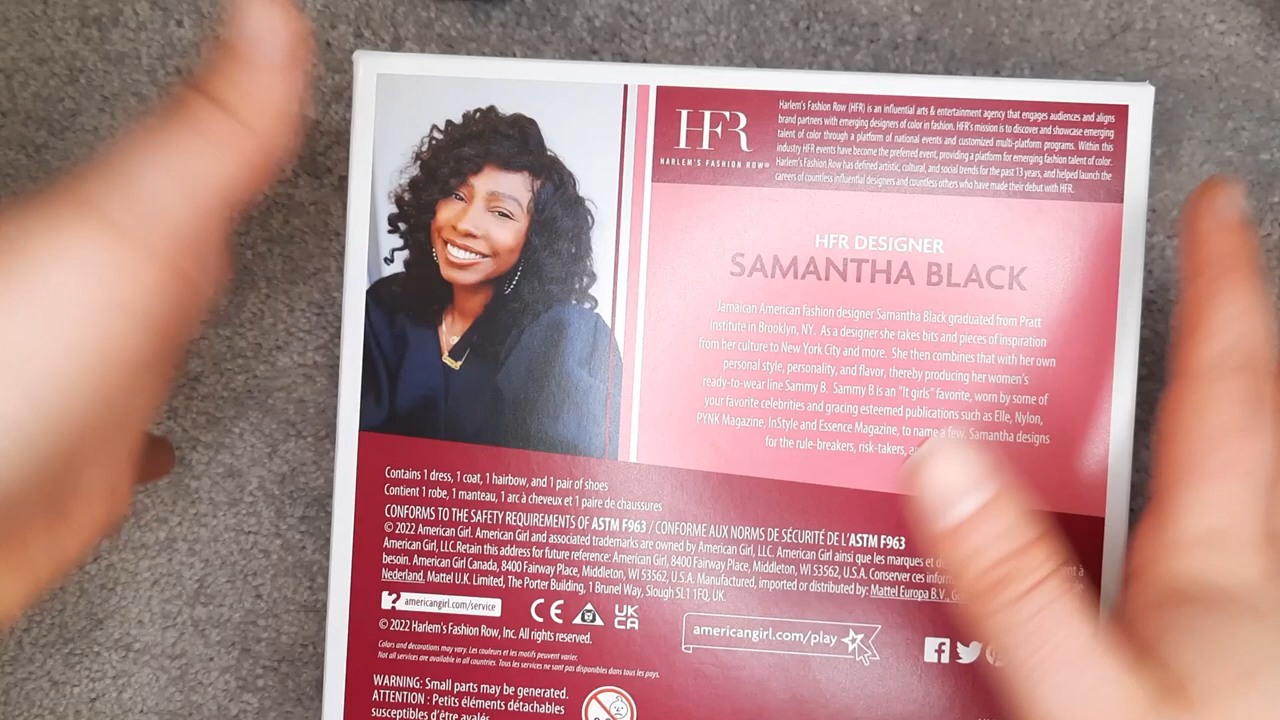 HFR
HARLEM'S FASHION ROW®
Harlem's Fashion Row (HFR) is an influential arts & entertainment agency that engages audiences and aligns
brand partners with emerging designers of color in fashion. HFR's mission is to discover and showcase emerging
talent of color through a platform of national events and customized multi-platform programs. Within this
industry HFR events have become the preferred event, providing a platform for emerging fashion talent of color.
Harlem's Fashion Row has defined artistic, cultural, and social trends for the past 13 years, and helped launch the
careers of countless influential designers and countless others who have made their debut with HFR.
HFR DESIGNER
SAMANTHA BLACK
Jamaican American fashion designer Samantha Black graduated from Pratt
Institute in Brooklyn, NY. As a designer she takes bits and pieces of inspiration
from her culture to New York City and more. She then combines that with her own
personal style, personality, and flavor, thereby producing her women's
ready-to-wear line Sammy B. Sammy B is an "It girls" favorite, worn by some of
your favorite celebrities and gracing esteemed publications such as Elle, Nylon,
PYNK Magazine, InStyle and Essence Magazine, to name a few. Samantha designs
for the rule-breakers, risk-takers,
Contains 1 dress, 1 coat, 1 hairbow, and 1 pair of shoes
Contient 1 robe, 1 manteau, 1 arc à cheveux et 1 paire de chaussures
CONFORMS TO THE SAFETY REQUIREMENTS OF ASTM F963 / CONFORME AUX NORMS DE SÉCURITÉ DE L'ASTM F963
© 2022 American Girl. American Girl and associated trademarks are owned by American Girl, LLC. American Girl ainsi que les marques et
American Girl, LLC.Retain this address for future reference: American Girl, 8400 Fairway Place, Middleton, WI 53562, U.S.A. Conserver ces
besoin. American Girl Canada, 8400 Fairway Place, Middleton, WI 53562, U.S.A. Manufactured, imported or distributed by: Mattel Europa B.V.,
Nederland, Mattel U.K. Limited, The Porter Building, 1 Brunel Way, Slough SL1 1FQ, UK.
? americangirl.com/service
CE
UK
CA
© 2022 Harlem's Fashion Row, Inc. All rights reserved.
americangirl.com/play
Colors and decorations may vary. Les couleurs et les motifs peuvent varier.
Not all services are available in all countries. Tous les services ne sont pas disponibles dans tous les pays.
WARNING: Small parts may be generated.
ATTENTION : Petits éléments détachables
susceptibles d'être avalés